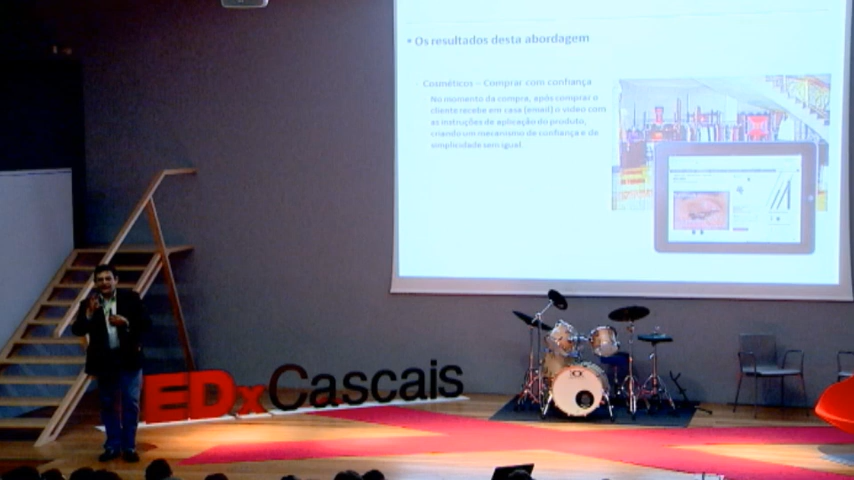 • Os resultados desta abordagem
Cosméticos – Comprar com confiança
No momento da compra, após comprar o
cliente recebe em casa (email) o video com
as instruções de aplicação do produto,
criando um mecanismo de confiança e de
simplicidade sem igual.
TEDxCascais